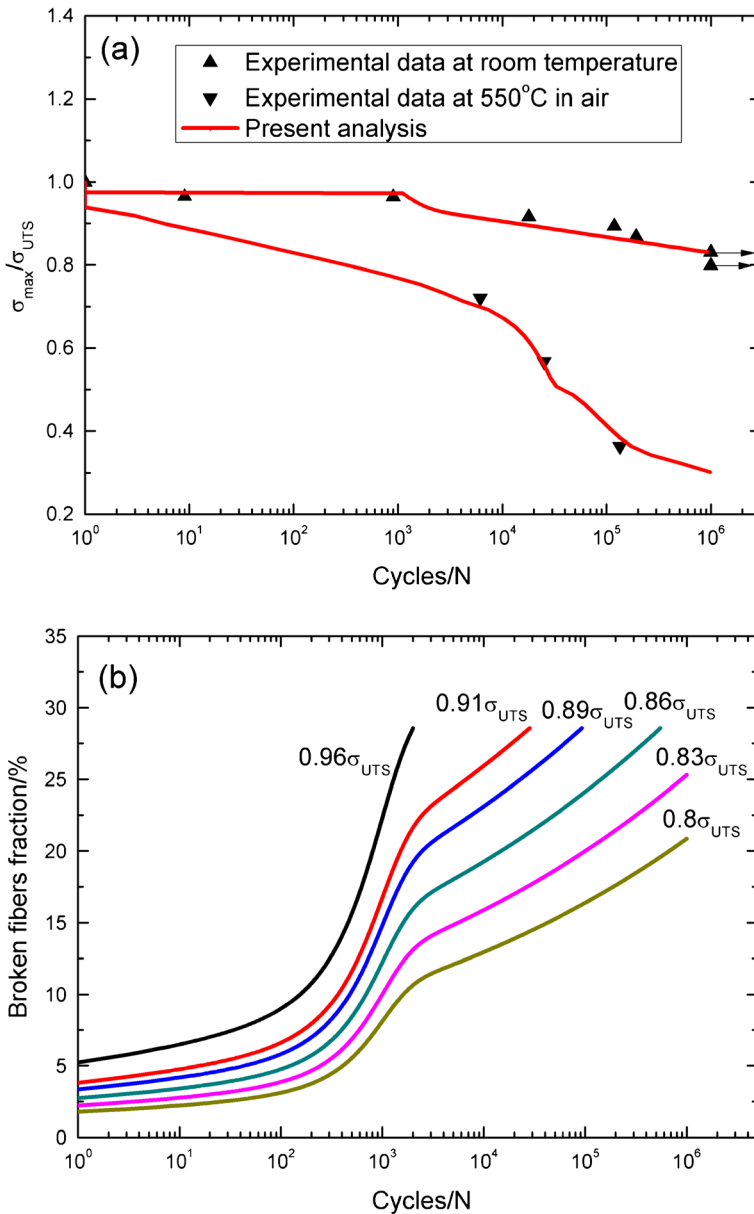 (a)
Experimental data at room temperature
Experimental data at 550°C in air
Present analysis
1.4
1.2
1.0
0.8
0.6
0.4
0.2
σmax/σUTS
10⁰ 10¹ 10² 10³ 10⁴ 10⁵ 10⁶
Cycles/N
(b)
35
30
25
20
15
10
5
0
Broken fibers fraction/%
0.96σUTS
0.91σUTS
0.89σUTS
0.86σUTS
0.83σUTS
0.8σUTS
10⁰ 10¹ 10² 10³ 10⁴ 10⁵ 10⁶
Cycles/N